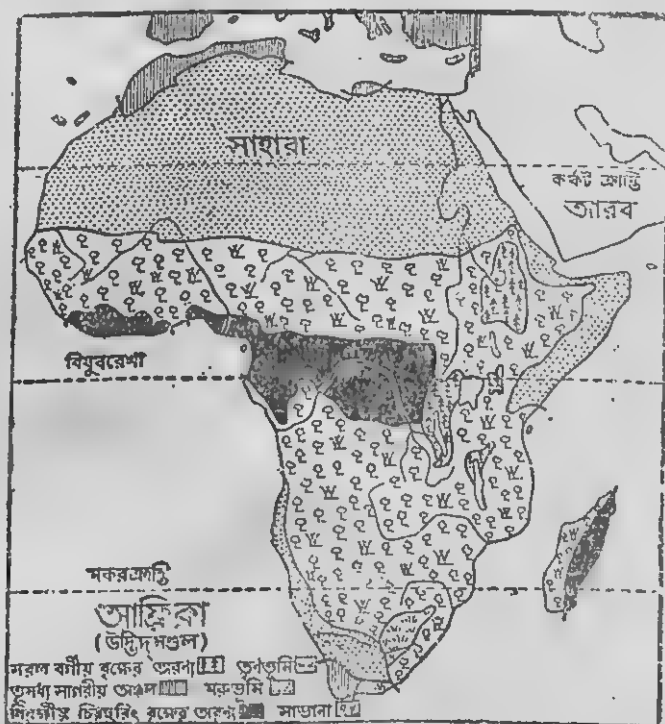 সাহারা
কর্কট ক্রান্তি
আরব
বিষুবরেখা
মকরক্রান্তি
আফ্রিকা
(উদ্ভিদ মণ্ডল)
সরল বর্গীয় বৃক্ষের অরণ্য তৃণভূমি
ভূমধ্য সাগরীয় অঞ্চল মরুভূমি
চিরহরিৎ বৃক্ষের অরণ্য সাভানা